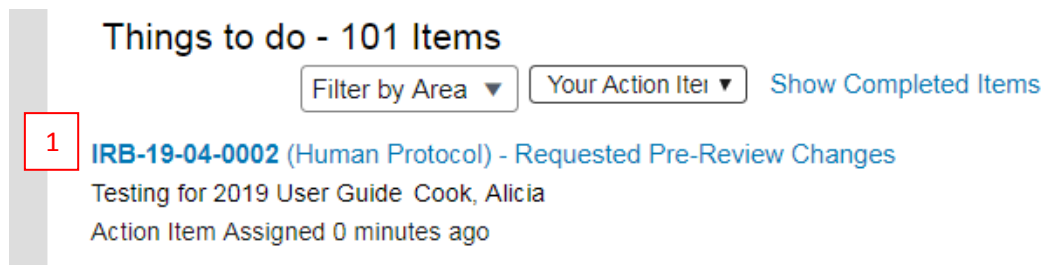 Things to do - 101 Items
Filter by Area ▼ Your Action Iter ▼ Show Completed Items
1
IRB-19-04-0002 (Human Protocol) - Requested Pre-Review Changes
Testing for 2019 User Guide Cook, Alicia
Action Item Assigned 0 minutes ago